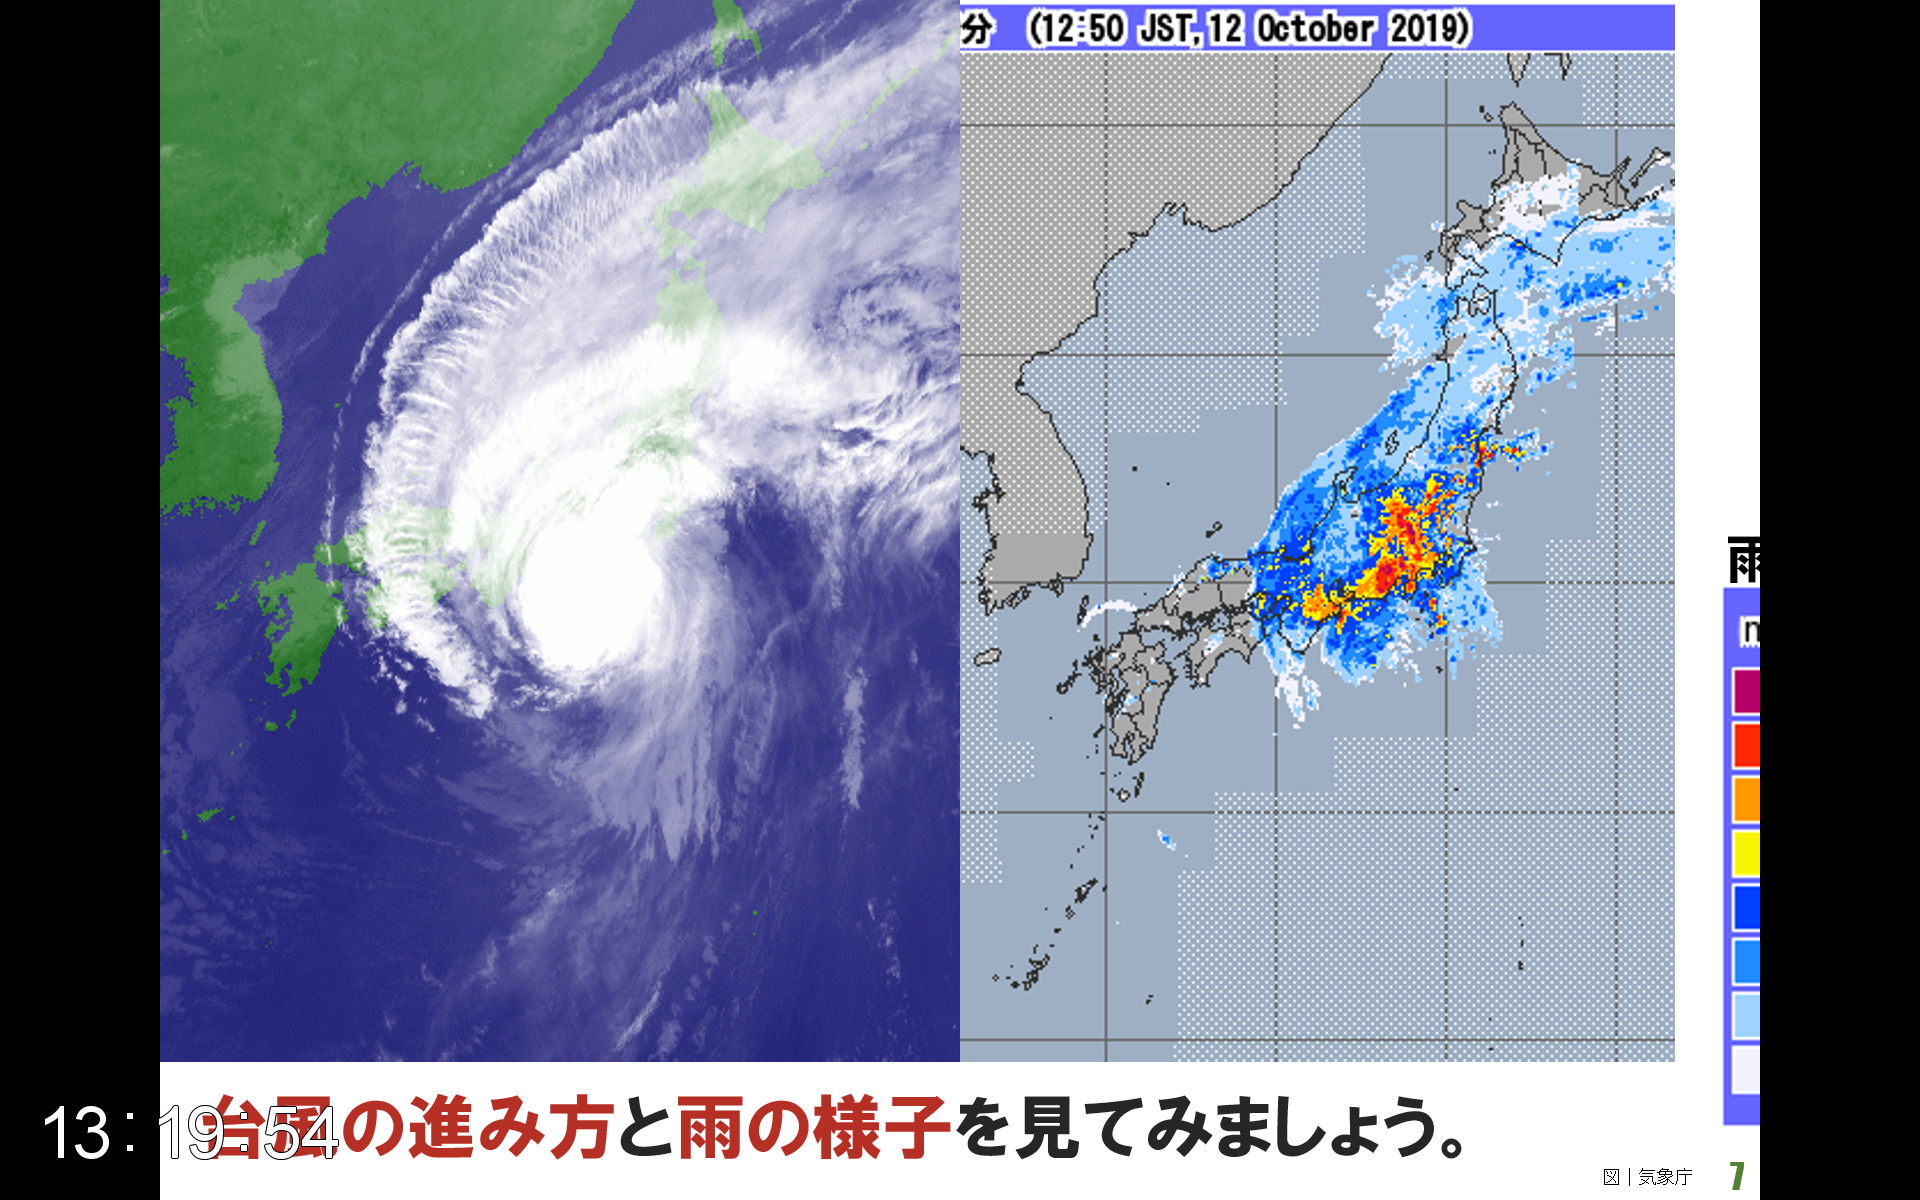 分 (12:50 JST, 12 October 2019)
雨
台風の進み方と雨の様子を見てみましょう。
13:19:54
図｜気象庁
7